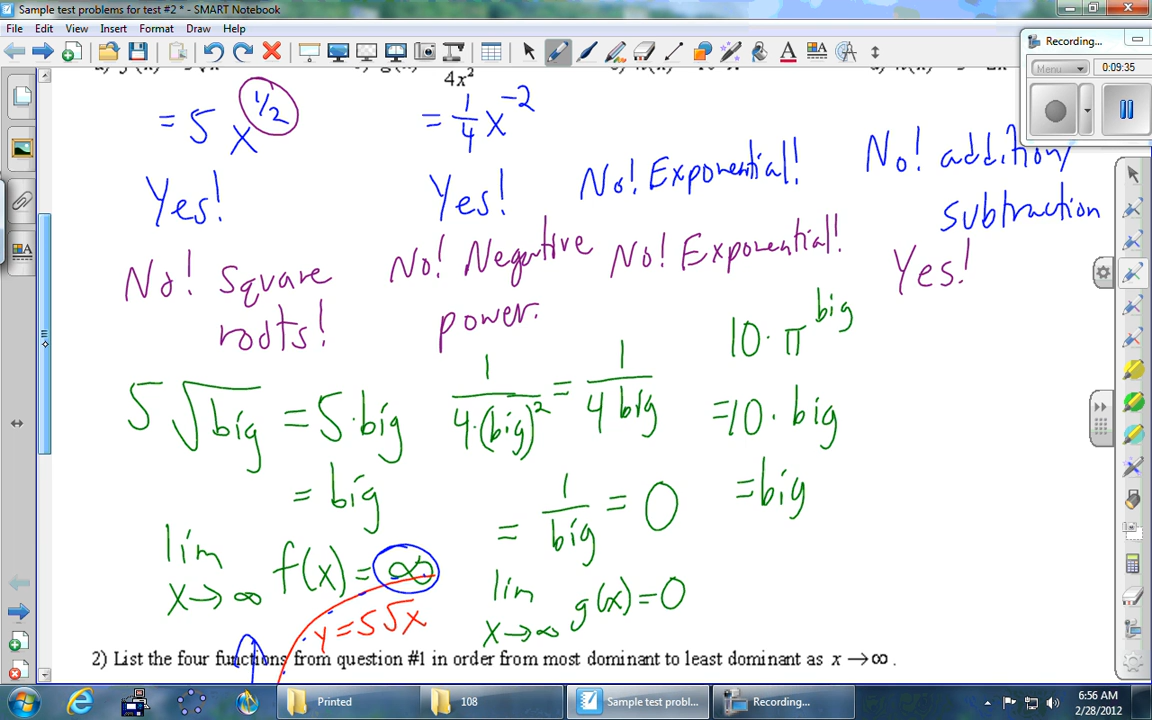 Sample test problems for test #2 * - SMART Notebook
File Edit View Insert Format Draw Help
Recording...
Menu
0:09:35
4x²
= 5 x^(1/2)
= 1/4 x^-2
Yes!
Yes!
No! Exponential!
No! addition/
subtraction
No! Square
roots!
No! Negative
power.
No! Exponential!
Yes!
5 √big = 5 · big
= big
lim x→∞ f(x) = ∞
y = 5√x
1/(4·(big)²) = 1/(4 big)
= 1/big = 0
lim x→∞ g(x) = 0
10 · π^big
= 10 · big
= big
2) List the four functions from question #1 in order from most dominant to least dominant as x → ∞ .
Printed
108
Sample test probl...
Recording...
6:56 AM
2/28/2012